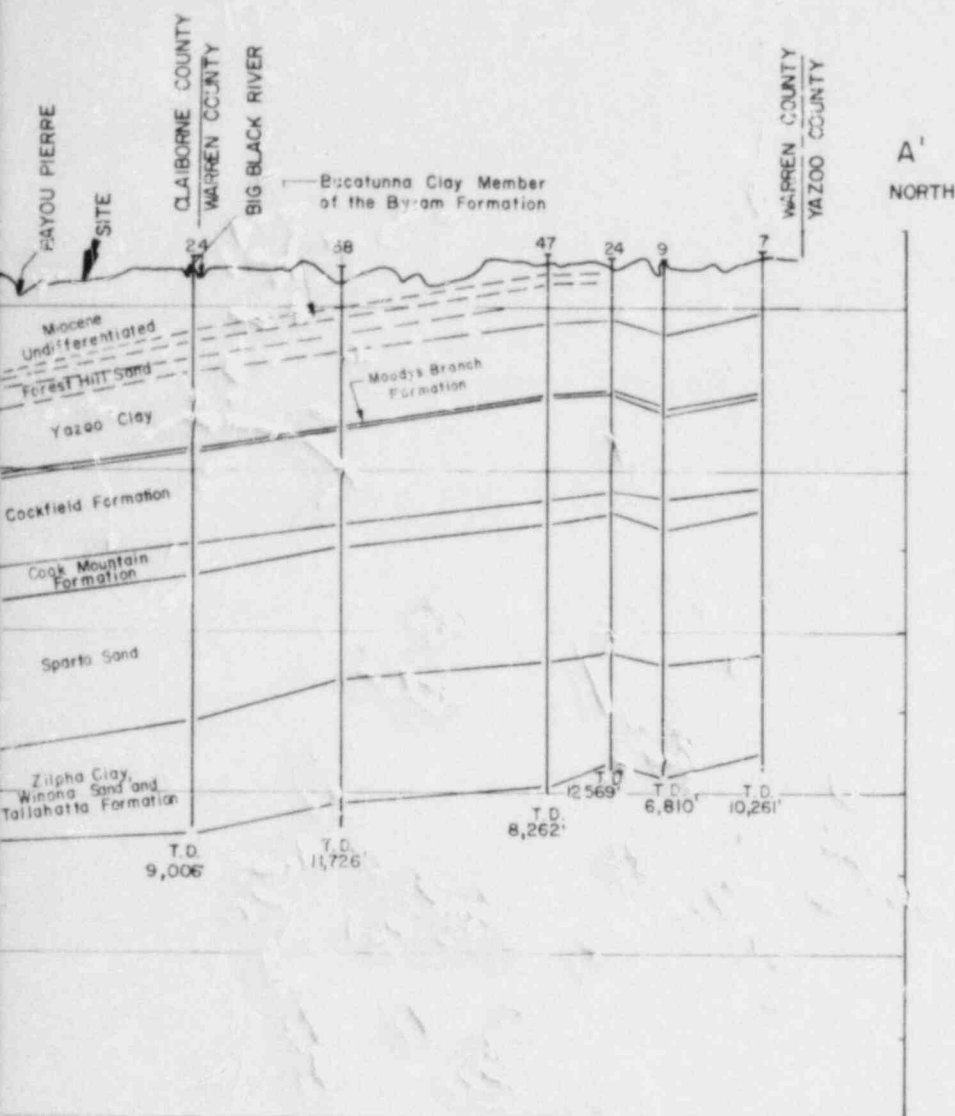 BAYOU PIERRE
SITE
CLAIBORNE COUNTY
WARREN COUNTY
BIG BLACK RIVER
WARREN COUNTY
YAZOO COUNTY
A'
NORTH
Bucatunna Clay Member
of the Byram Formation
24
58
47
24
9
7
Miocene
Undifferentiated
Forest Hill Sand
Moodys Branch
Formation
Yazoo Clay
Cockfield Formation
Cook Mountain
Formation
Sparta Sand
Zilpha Clay,
Winona Sand and
Tallahatta Formation
T.D.
9,006'
T.D.
11,726'
T.D.
8,262'
T.D.
12,569'
T.D.
6,810'
T.D.
10,261'